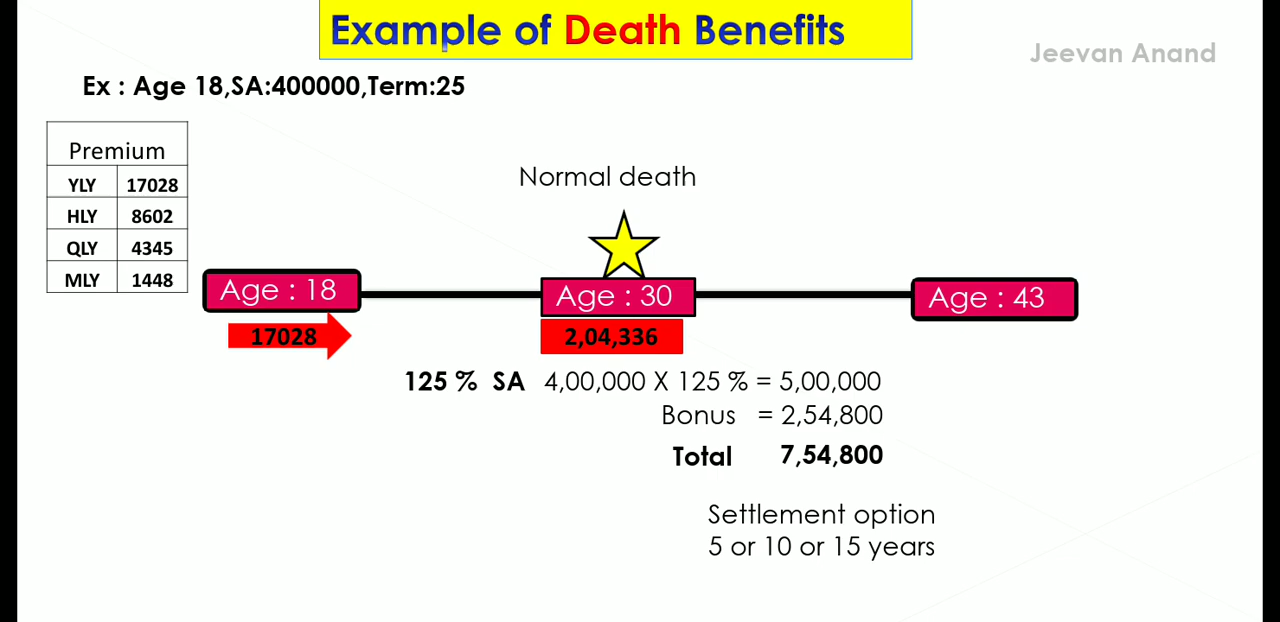 Example of Death Benefits
Jeevan Anand
Ex : Age 18,SA:400000,Term:25
Premium
YLY 17028
HLY 8602
QLY 4345
MLY 1448
Normal death
Age : 18
Age : 30
Age : 43
17028
2,04,336
125 % SA 4,00,000 X 125 % = 5,00,000
Bonus = 2,54,800
Total 7,54,800
Settlement option
5 or 10 or 15 years